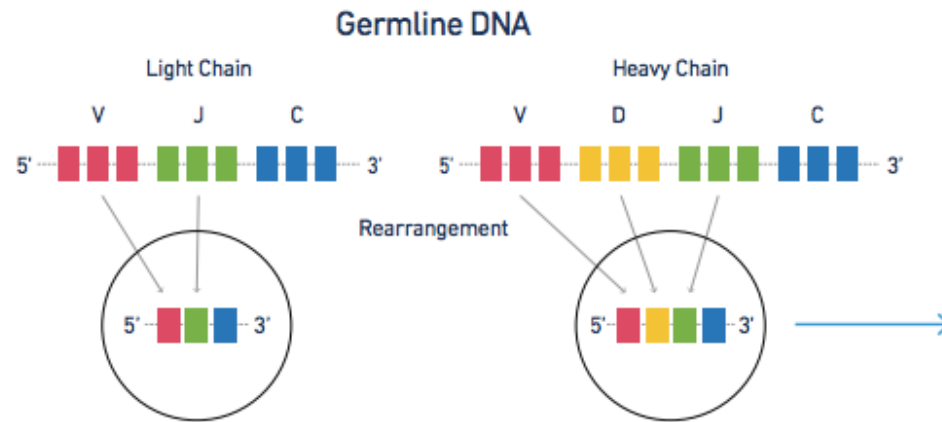 Germline DNA
Light Chain
Heavy Chain
V J C
V D J C
5' 3'
5' 3'
Rearrangement
5' 3'
5' 3'